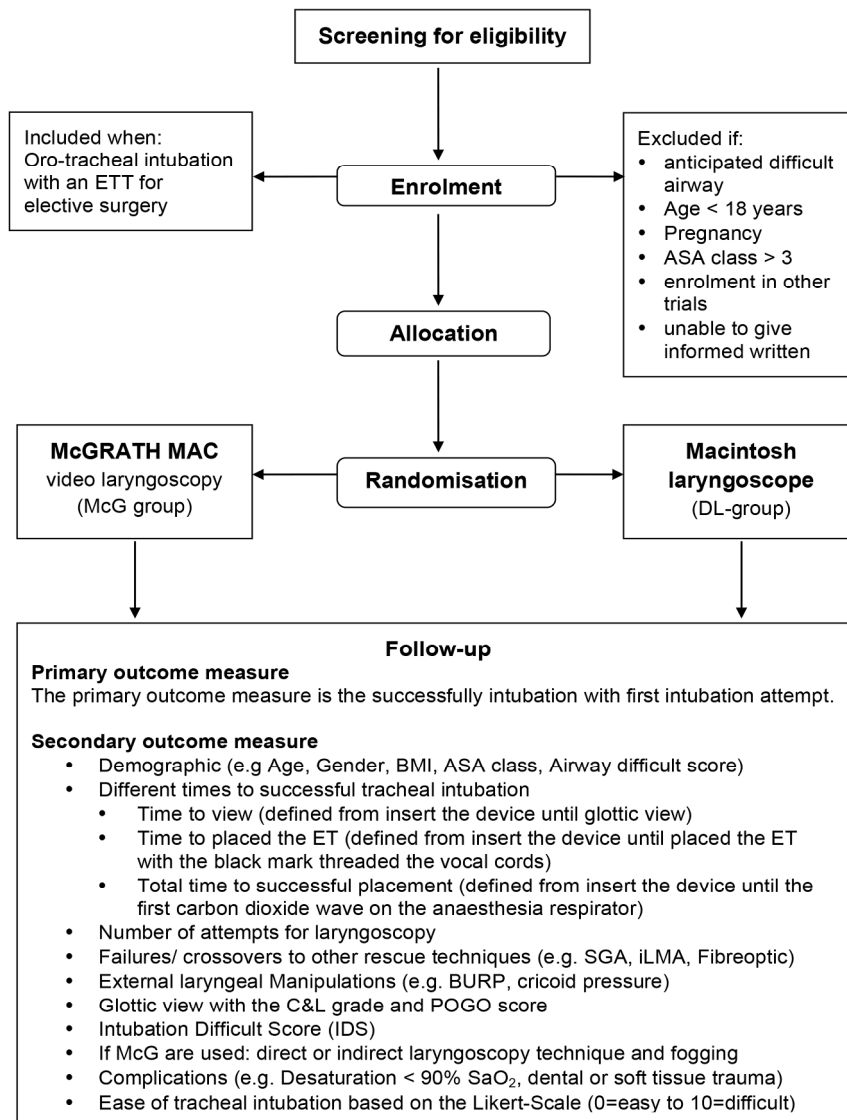 Screening for eligibility
Included when:
Oro-tracheal intubation
with an ETT for
elective surgery
Enrolment
Excluded if:
• anticipated difficult
airway
• Age < 18 years
• Pregnancy
• ASA class > 3
• enrolment in other
trials
• unable to give
informed written
Allocation
McGRATH MAC
video laryngoscopy
(McG group)
Randomisation
Macintosh
laryngoscope
(DL-group)
Follow-up
Primary outcome measure
The primary outcome measure is the successfully intubation with first intubation attempt.
Secondary outcome measure
• Demographic (e.g Age, Gender, BMI, ASA class, Airway difficult score)
• Different times to successful tracheal intubation
• Time to view (defined from insert the device until glottic view)
• Time to placed the ET (defined from insert the device until placed the ET
with the black mark threaded the vocal cords)
• Total time to successful placement (defined from insert the device until the
first carbon dioxide wave on the anaesthesia respirator)
• Number of attempts for laryngoscopy
• Failures/ crossovers to other rescue techniques (e.g. SGA, iLMA, Fibreoptic)
• External laryngeal Manipulations (e.g. BURP, cricoid pressure)
• Glottic view with the C&L grade and POGO score
• Intubation Difficult Score (IDS)
• If McG are used: direct or indirect laryngoscopy technique and fogging
• Complications (e.g. Desaturation < 90% SaO₂, dental or soft tissue trauma)
• Ease of tracheal intubation based on the Likert-Scale (0=easy to 10=difficult)